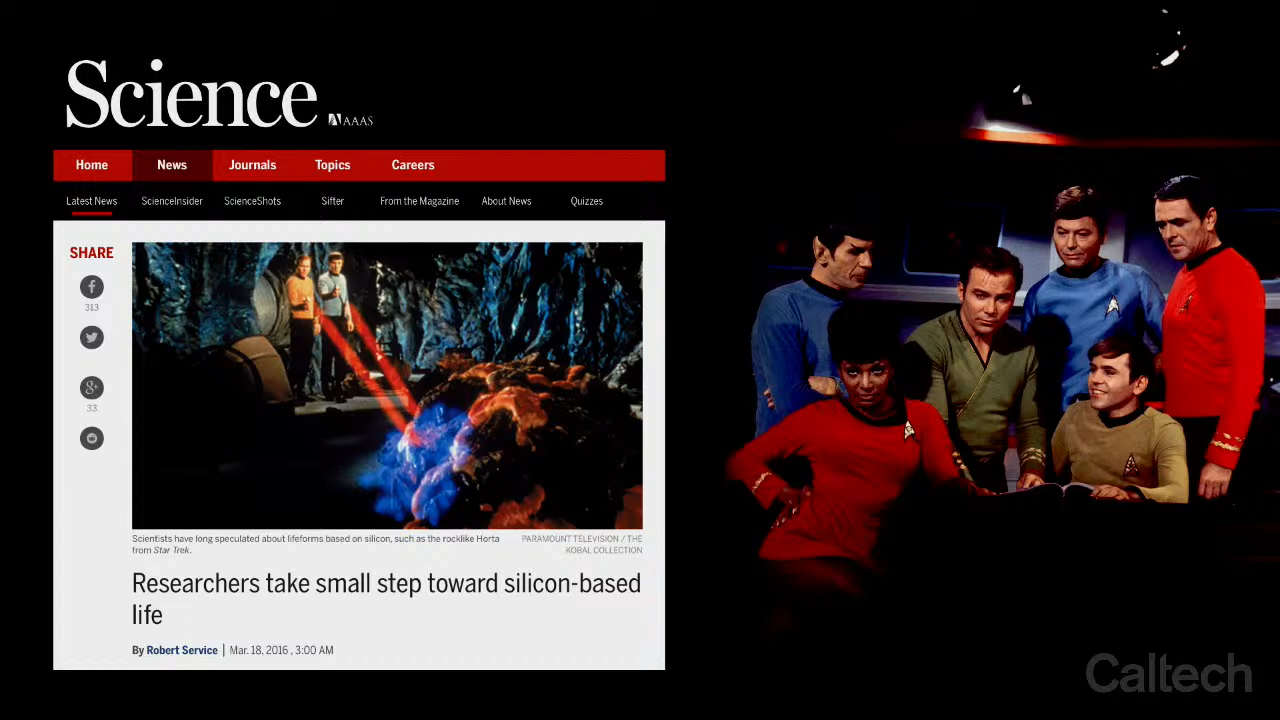 Science
AAAS
Home News Journals Topics Careers
Latest News ScienceInsider ScienceShots Sifter From the Magazine About News Quizzes
SHARE
313
33
Scientists have long speculated about lifeforms based on silicon, such as the rocklike Horta
from Star Trek.
PARAMOUNT TELEVISION / THE
KOBAL COLLECTION
Researchers take small step toward silicon-based
life
By Robert Service | Mar. 18, 2016 , 3:00 AM
Caltech